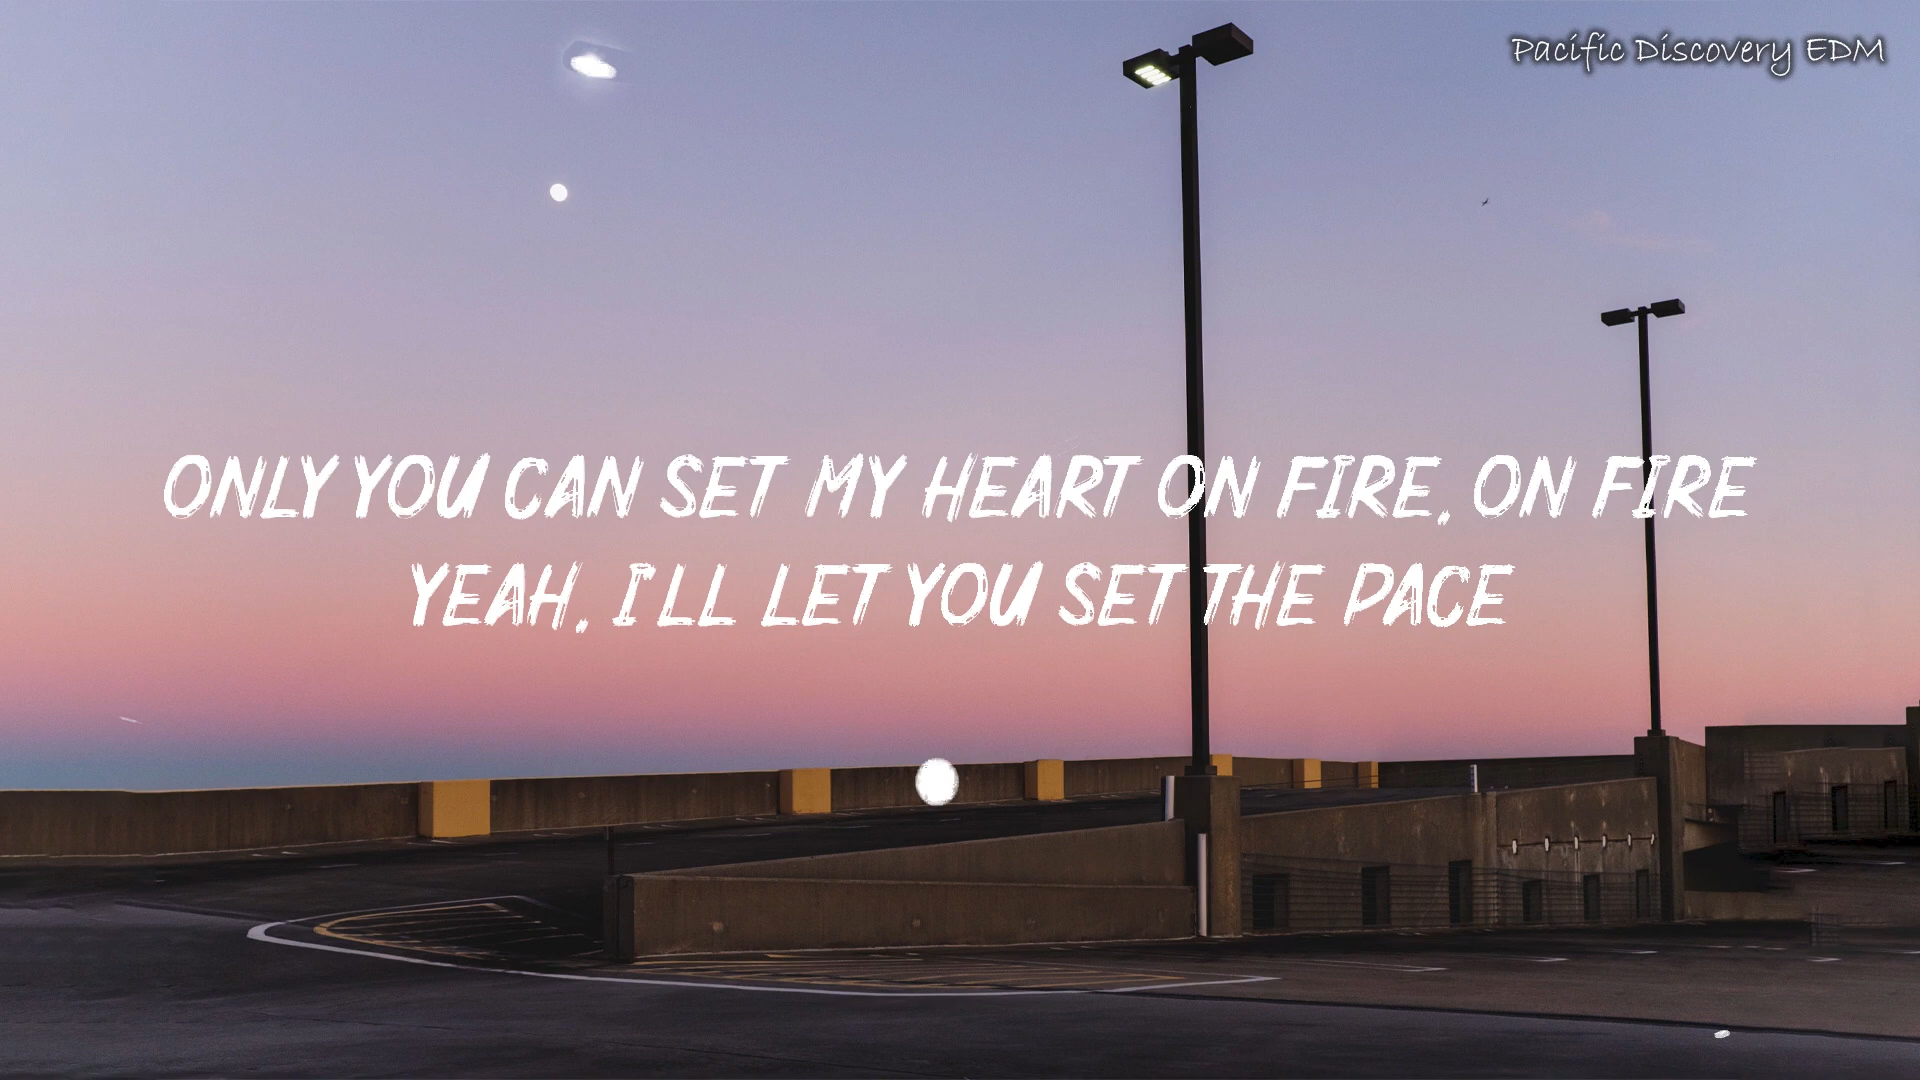 Pacific Discovery EDM
ONLY YOU CAN SET MY HEART ON FIRE, ON FIRE
YEAH, I'LL LET YOU SET THE PACE